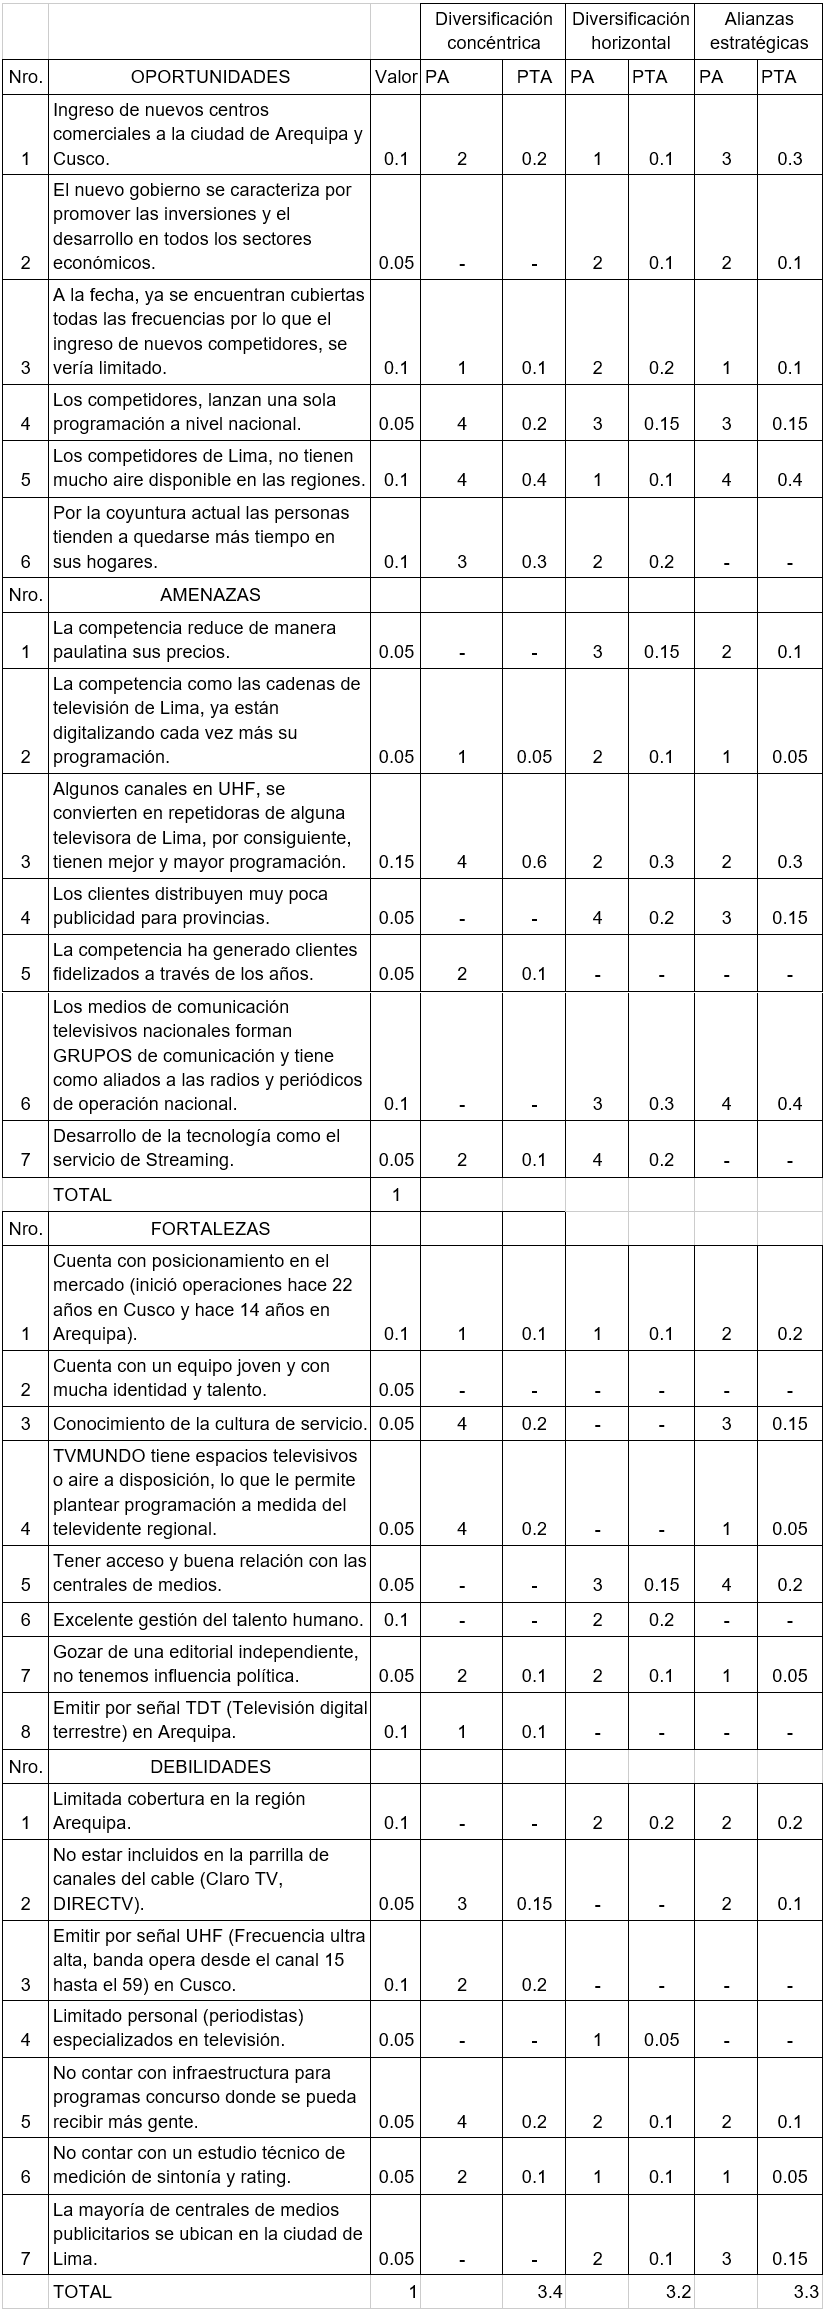 Diversificación concéntrica Diversificación horizontal Alianzas estratégicas
Nro. OPORTUNIDADES Valor PA PTA PA PTA PA PTA
Ingreso de nuevos centros
comerciales a la ciudad de Arequipa y
1 Cusco. 0.1 2 0.2 1 0.1 3 0.3
El nuevo gobierno se caracteriza por
promover las inversiones y el
desarrollo en todos los sectores
2 económicos. 0.05 - - 2 0.1 2 0.1
A la fecha, ya se encuentran cubiertas
todas las frecuencias por lo que el
ingreso de nuevos competidores, se
3 vería limitado. 0.1 1 0.1 2 0.2 1 0.1
Los competidores, lanzan una sola
4 programación a nivel nacional. 0.05 4 0.2 3 0.15 3 0.15
Los competidores de Lima, no tienen
5 mucho aire disponible en las regiones. 0.1 4 0.4 1 0.1 4 0.4
Por la coyuntura actual las personas
tienden a quedarse más tiempo en
6 sus hogares. 0.1 3 0.3 2 0.2 - -
Nro. AMENAZAS
La competencia reduce de manera
1 paulatina sus precios. 0.05 - - 3 0.15 2 0.1
La competencia como las cadenas de
televisión de Lima, ya están
digitalizando cada vez más su
2 programación. 0.05 1 0.05 2 0.1 1 0.05
Algunos canales en UHF, se
convierten en repetidoras de alguna
televisora de Lima, por consiguiente,
3 tienen mejor y mayor programación. 0.15 4 0.6 2 0.3 2 0.3
Los clientes distribuyen muy poca
4 publicidad para provincias. 0.05 - - 4 0.2 3 0.15
La competencia ha generado clientes
5 fidelizados a través de los años. 0.05 2 0.1 - - - -
Los medios de comunicación
televisivos nacionales forman
GRUPOS de comunicación y tiene
como aliados a las radios y periódicos
6 de operación nacional. 0.1 - - 3 0.3 4 0.4
Desarrollo de la tecnología como el
7 servicio de Streaming. 0.05 2 0.1 4 0.2 - -
TOTAL 1
Nro. FORTALEZAS
Cuenta con posicionamiento en el
mercado (inició operaciones hace 22
años en Cusco y hace 14 años en
1 Arequipa). 0.1 1 0.1 1 0.1 2 0.2
Cuenta con un equipo joven y con
2 mucha identidad y talento. 0.05 - - - - - -
3 Conocimiento de la cultura de servicio. 0.05 4 0.2 - - 3 0.15
TVMUNDO tiene espacios televisivos
o aire a disposición, lo que le permite
plantear programación a medida del
4 televidente regional. 0.05 4 0.2 - - 1 0.05
Tener acceso y buena relación con las
5 centrales de medios. 0.05 - - 3 0.15 4 0.2
6 Excelente gestión del talento humano. 0.1 - - 2 0.2 - -
Gozar de una editorial independiente,
7 no tenemos influencia política. 0.05 2 0.1 2 0.1 1 0.05
Emitir por señal TDT (Televisión digital
8 terrestre) en Arequipa. 0.1 1 0.1 - - - -
Nro. DEBILIDADES
Limitada cobertura en la región
1 Arequipa. 0.1 - - 2 0.2 2 0.2
No estar incluidos en la parrilla de
canales del cable (Claro TV,
2 DIRECTV). 0.05 3 0.15 - - 2 0.1
Emitir por señal UHF (Frecuencia ultra
alta, banda opera desde el canal 15
3 hasta el 59) en Cusco. 0.1 2 0.2 - - - -
Limitado personal (periodistas)
4 especializados en televisión. 0.05 - - 1 0.05 - -
No contar con infraestructura para
programas concurso donde se pueda
5 recibir más gente. 0.05 4 0.2 2 0.1 2 0.1
No contar con un estudio técnico de
6 medición de sintonía y rating. 0.05 2 0.1 1 0.1 1 0.05
La mayoría de centrales de medios
publicitarios se ubican en la ciudad de
7 Lima. 0.05 - - 2 0.1 3 0.15
TOTAL 1 3.4 3.2 3.3